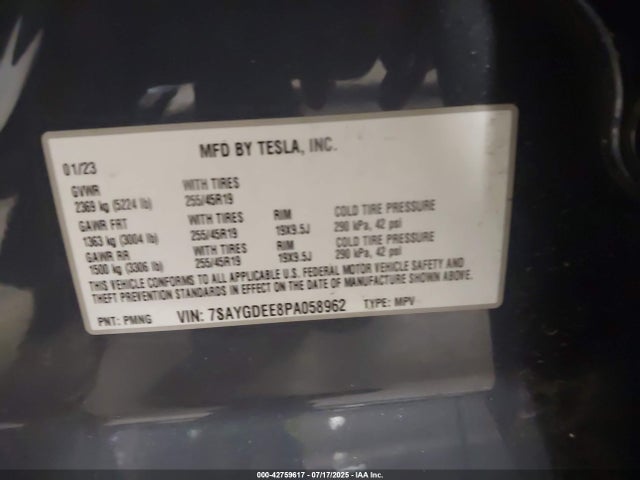 MFD BY TESLA, INC.
01/23
GVWR WITH TIRES
2369 kg (5224 lb) 255/45R19
GAWR FRT WITH TIRES RIM COLD TIRE PRESSURE
1363 kg (3004 lb) 255/45R19 19X9.5J 290 kPa, 42 psi
GAWR RR WITH TIRES RIM COLD TIRE PRESSURE
1500 kg (3306 lb) 255/45R19 19X9.5J 290 kPa, 42 psi
THIS VEHICLE CONFORMS TO ALL APPLICABLE U.S. FEDERAL MOTOR VEHICLE SAFETY AND
THEFT PREVENTION STANDARDS IN EFFECT ON THE DATE OF MANUFACTURE SHOWN ABOVE.
PNT: PMNG VIN: 7SAYGDEE8PA058962 TYPE: MPV
000-42759617 - 07/17/2025 - IAA Inc.